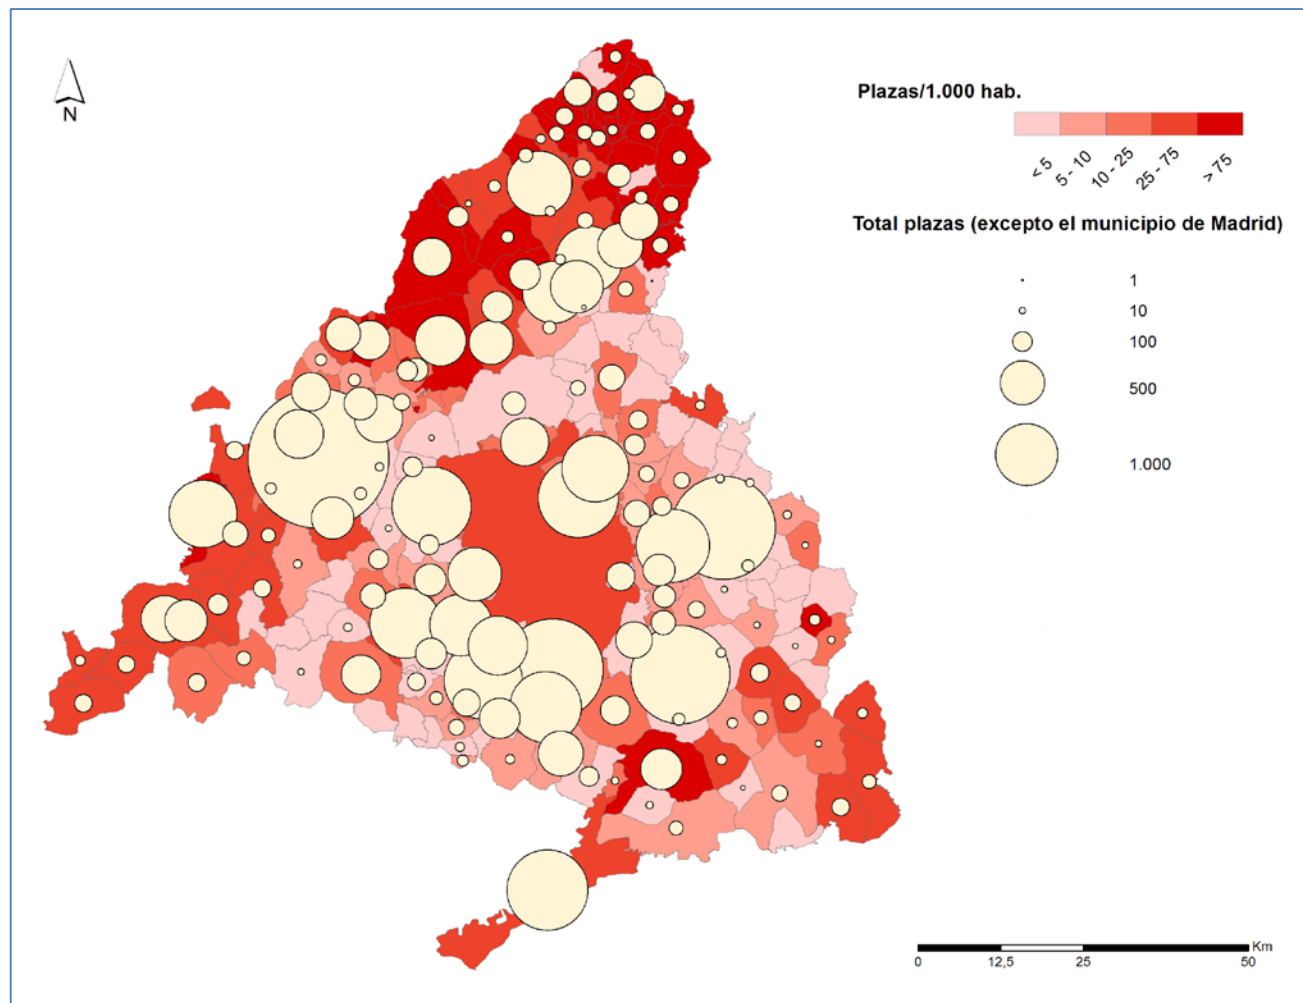 N
Plazas/1.000 hab.
< 5
5 - 10
10 - 25
25 - 75
> 75
Total plazas (excepto el municipio de Madrid)
1
10
100
500
1.000
Km
0 12,5 25 50